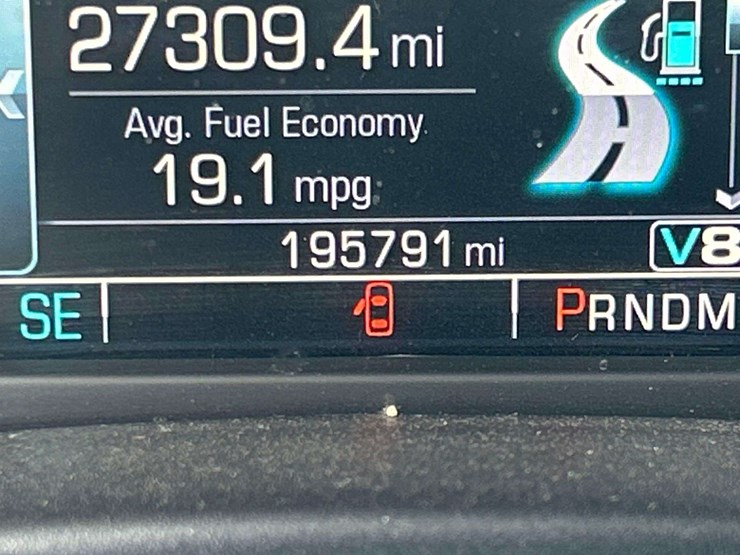 27309.4 mi
Avg. Fuel Economy
19.1 mpg
195791 mi
V8
SE
PRNDM